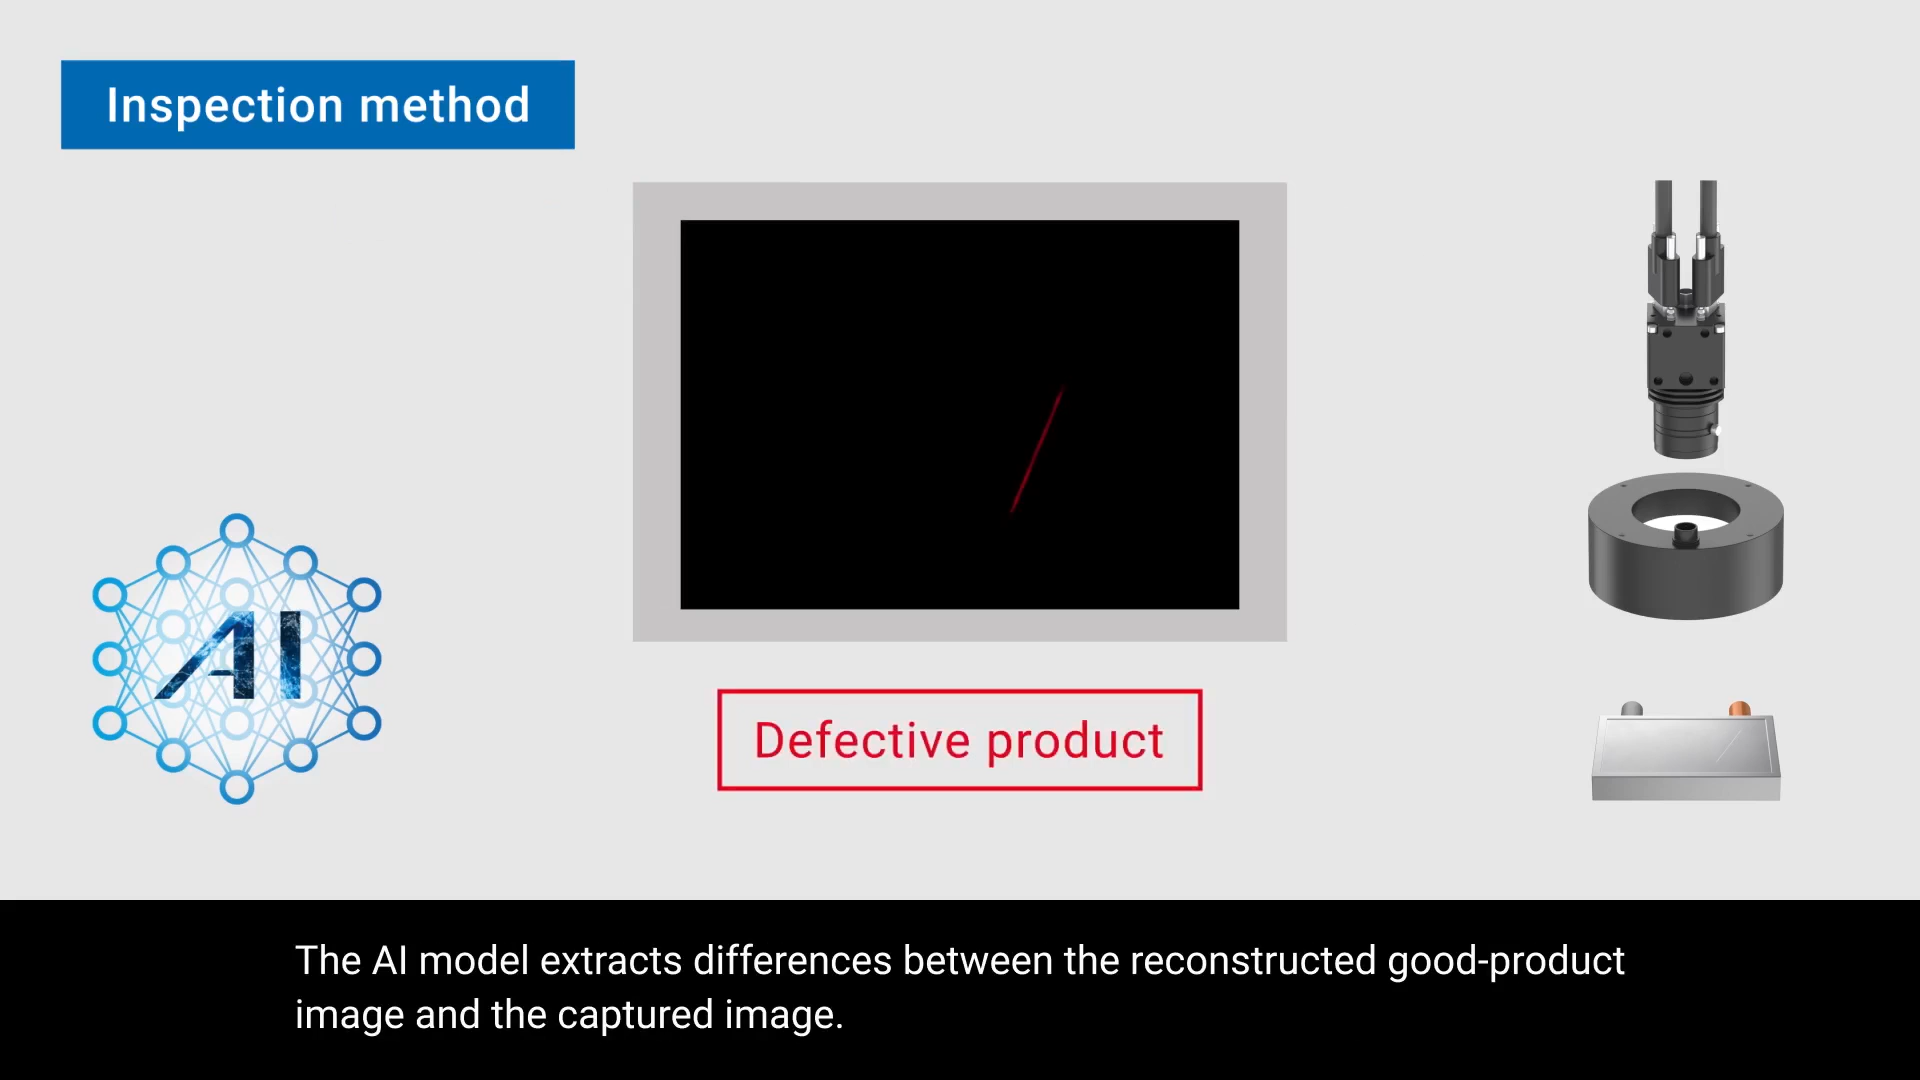 Inspection method
AI
Defective product
The AI model extracts differences between the reconstructed good-product
image and the captured image.